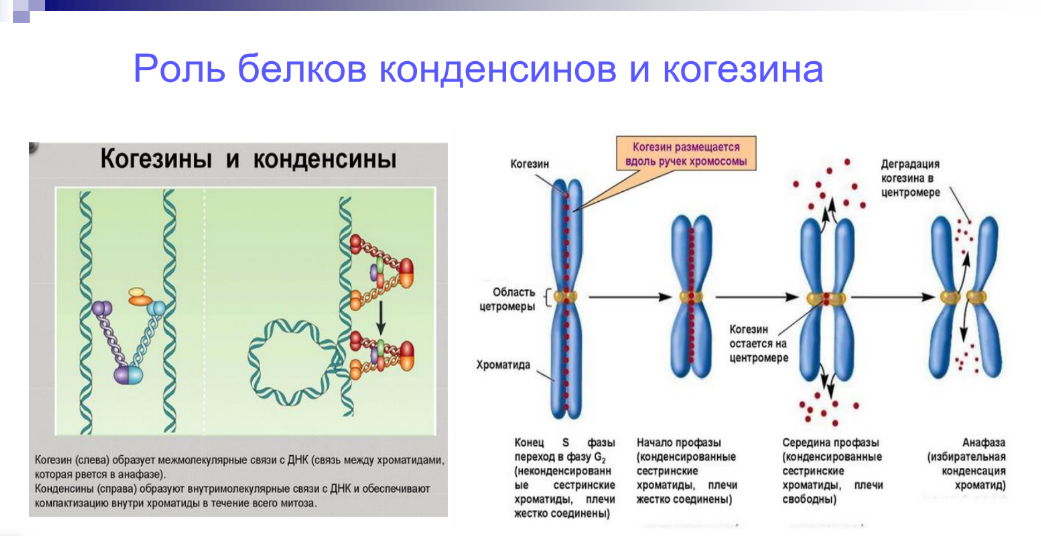 Роль белков конденсинов и когезина
Когезины и конденсины
Когезин (слева) образует межмолекулярные связи с ДНК (связь между хроматидами,
которая рвется в анафазе).
Конденсины (справа) образуют внутримолекулярные связи с ДНК и обеспечивают
компактизацию внутри хроматиды в течение всего митоза.
Когезин размещается
вдоль ручек хромосомы
Когезин
Деградация
когезина в
центромере
Область
цетромеры
Когезин
остается на
центромере
Хроматида
Конец S фазы
переход в фазу G₂
(неконденсированн
ые сестринские
хроматиды, плечи
жестко соединены)
Начало профазы
(конденсированные
сестринские
хроматиды, плечи
жестко соединены)
Середина профазы
(конденсированные
сестринские
хроматиды, плечи
свободны)
Анафаза
(избирательная
конденсация
хроматид)